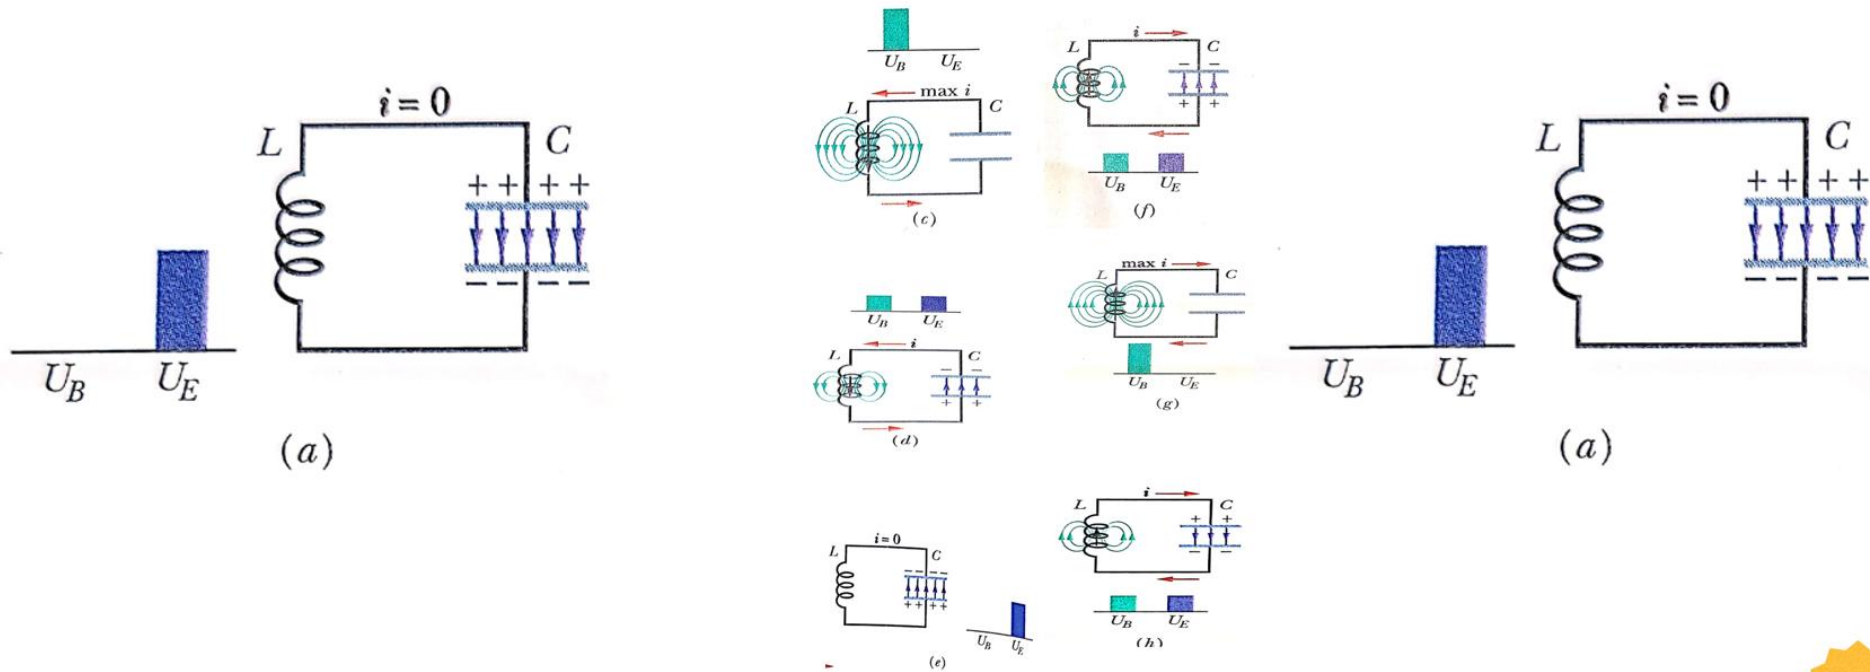 i = 0
L
C
+ + + +
− − − −
U_B
U_E
(a)
U_B U_E
max i
L
C
(c)
U_B U_E
i
L
C
− −
+ +
(d)
i=0
L
C
− − − −
+ + + +
U_B U_E
(e)
i
L
C
− −
+ +
U_B U_E
(f)
max i
L
C
U_B U_E
(g)
i
L
C
+ +
− −
U_B U_E
(h)
i = 0
L
C
+ + + +
− − − −
U_B
U_E
(a)